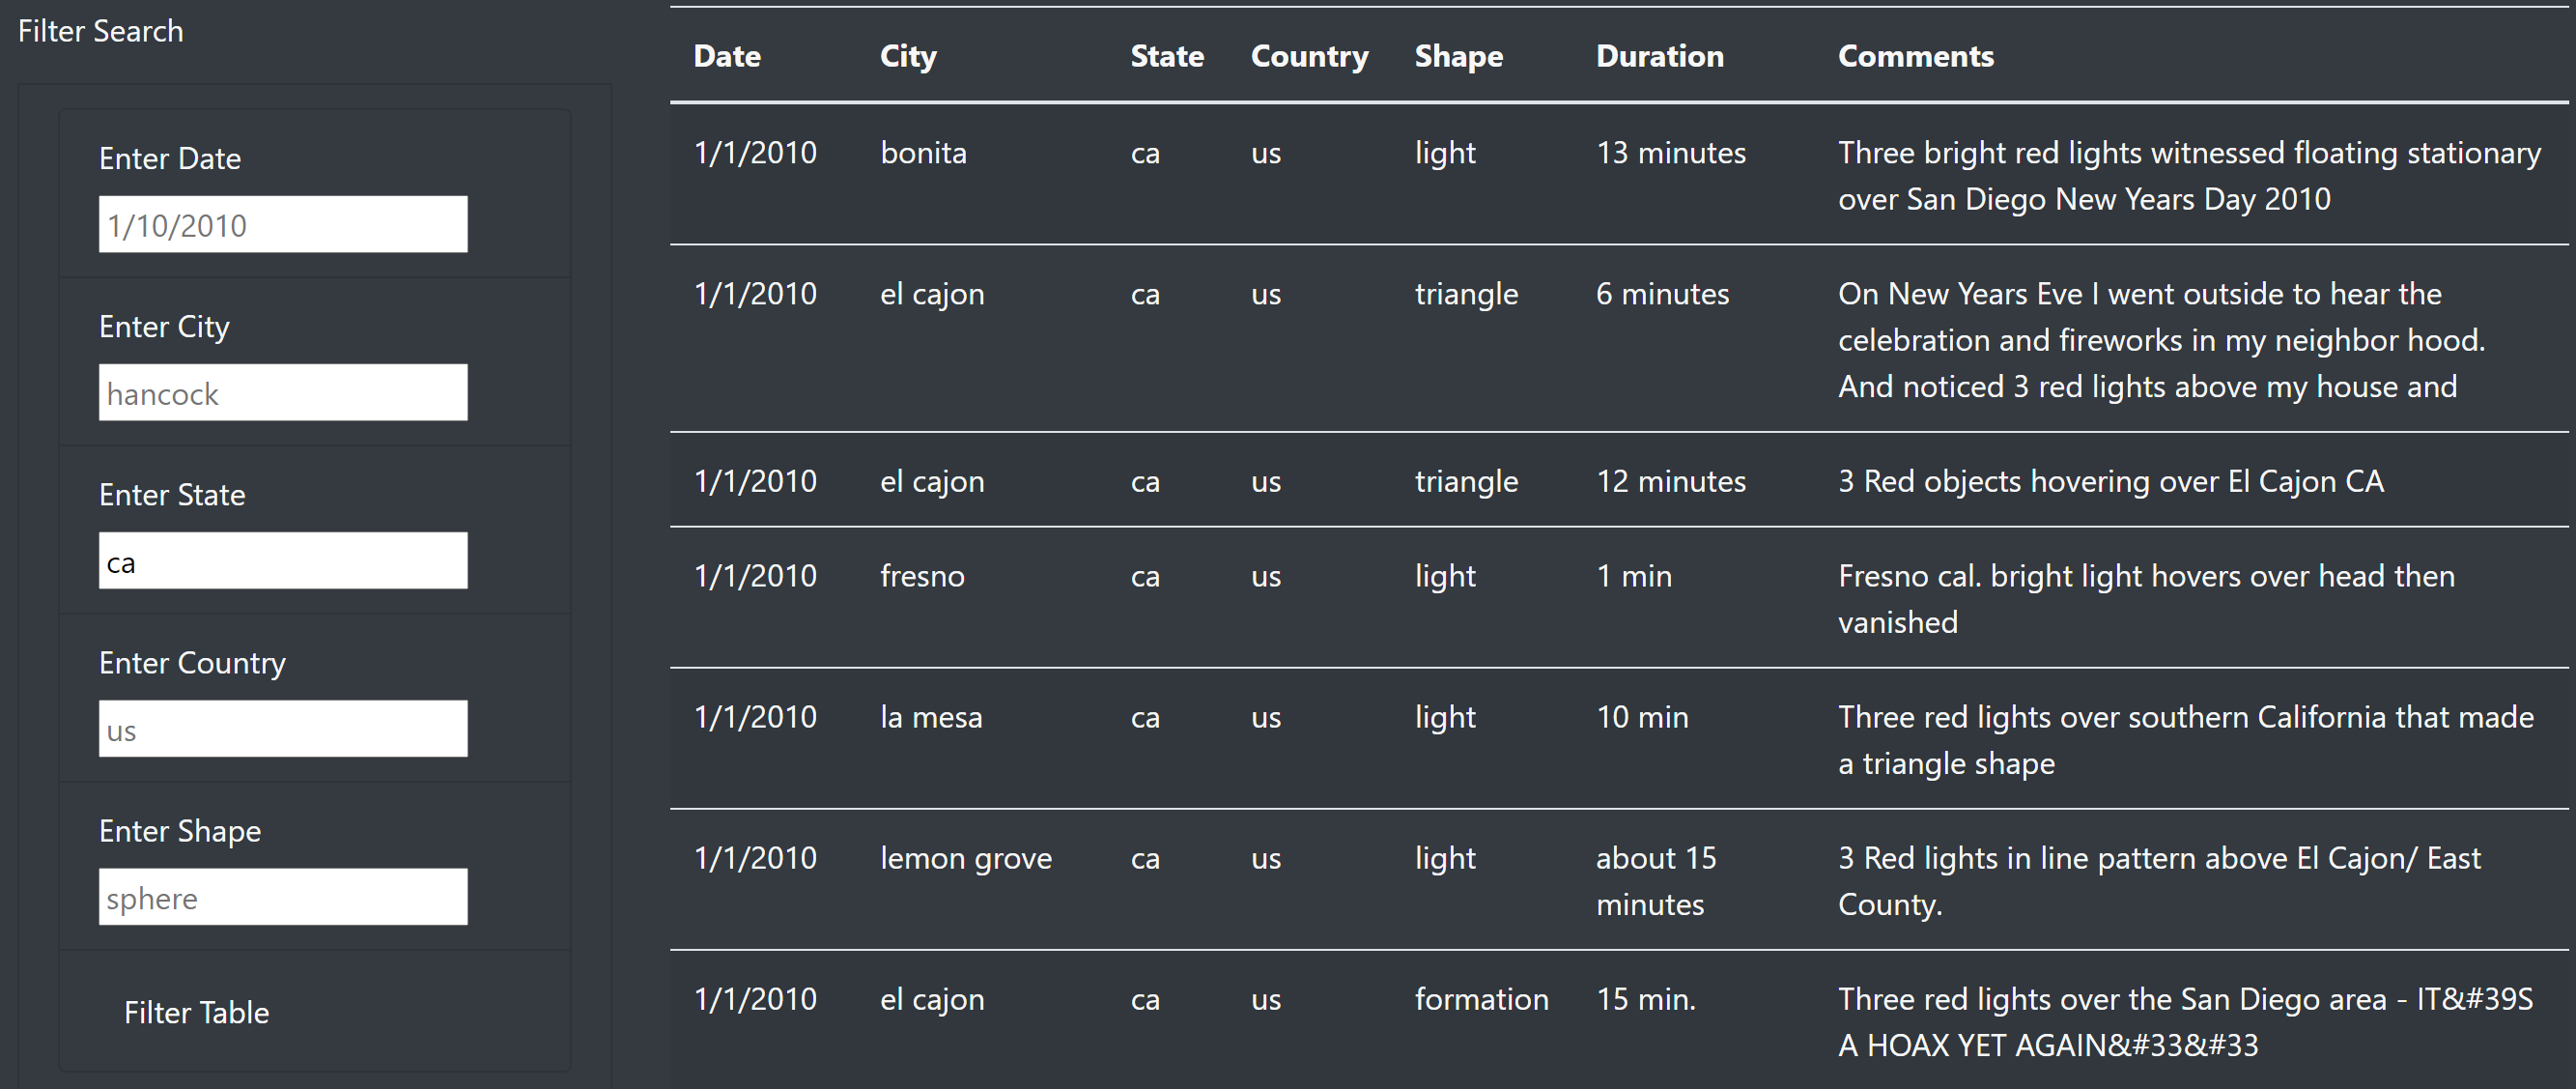 Filter Search
Enter Date
1/10/2010
Enter City
hancock
Enter State
ca
Enter Country
us
Enter Shape
sphere
Filter Table
Date City State Country Shape Duration Comments
1/1/2010 bonita ca us light 13 minutes Three bright red lights witnessed floating stationary
over San Diego New Years Day 2010
1/1/2010 el cajon ca us triangle 6 minutes On New Years Eve I went outside to hear the
celebration and fireworks in my neighbor hood.
And noticed 3 red lights above my house and
1/1/2010 el cajon ca us triangle 12 minutes 3 Red objects hovering over El Cajon CA
1/1/2010 fresno ca us light 1 min Fresno cal. bright light hovers over head then
vanished
1/1/2010 la mesa ca us light 10 min Three red lights over southern California that made
a triangle shape
1/1/2010 lemon grove ca us light about 15 3 Red lights in line pattern above El Cajon/ East
minutes County.
1/1/2010 el cajon ca us formation 15 min. Three red lights over the San Diego area - IT&#39S
A HOAX YET AGAIN&#33&#33